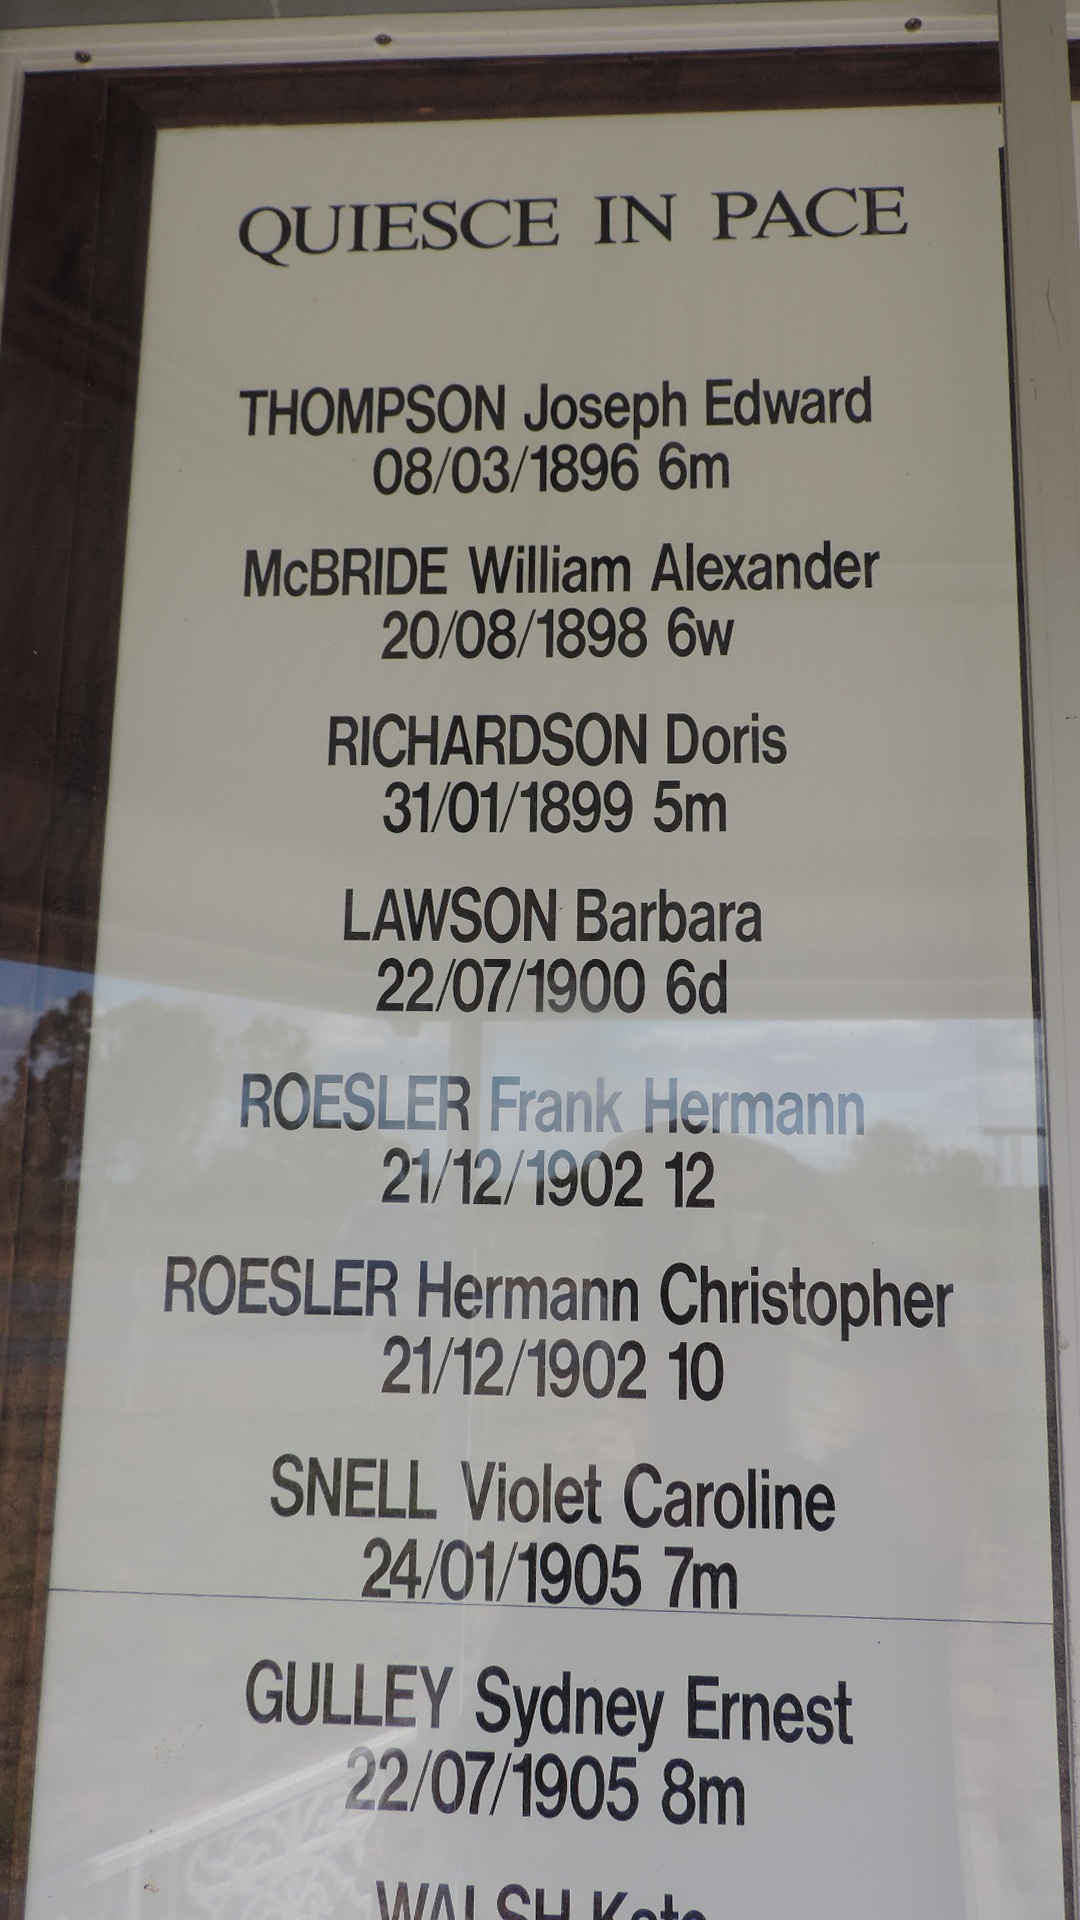 QUIESCE IN PACE
THOMPSON Joseph Edward
08/03/1896 6m
McBRIDE William Alexander
20/08/1898 6w
RICHARDSON Doris
31/01/1899 5m
LAWSON Barbara
22/07/1900 6d
ROESLER Frank Hermann
21/12/1902 12
ROESLER Hermann Christopher
21/12/1902 10
SNELL Violet Caroline
24/01/1905 7m
GULLEY Sydney Ernest
22/07/1905 8m
WALSH Kate